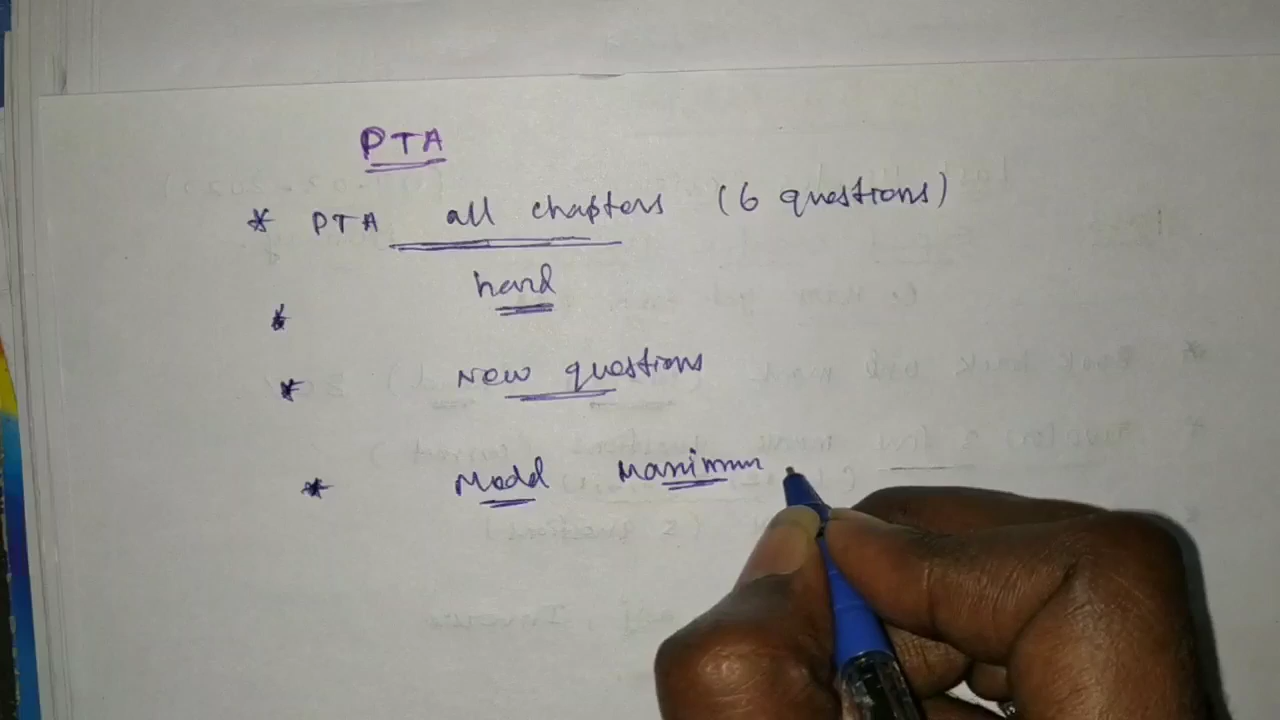 PTA
* PTA all chapters (6 questions)
* hard
* New questions
* Model Maximum